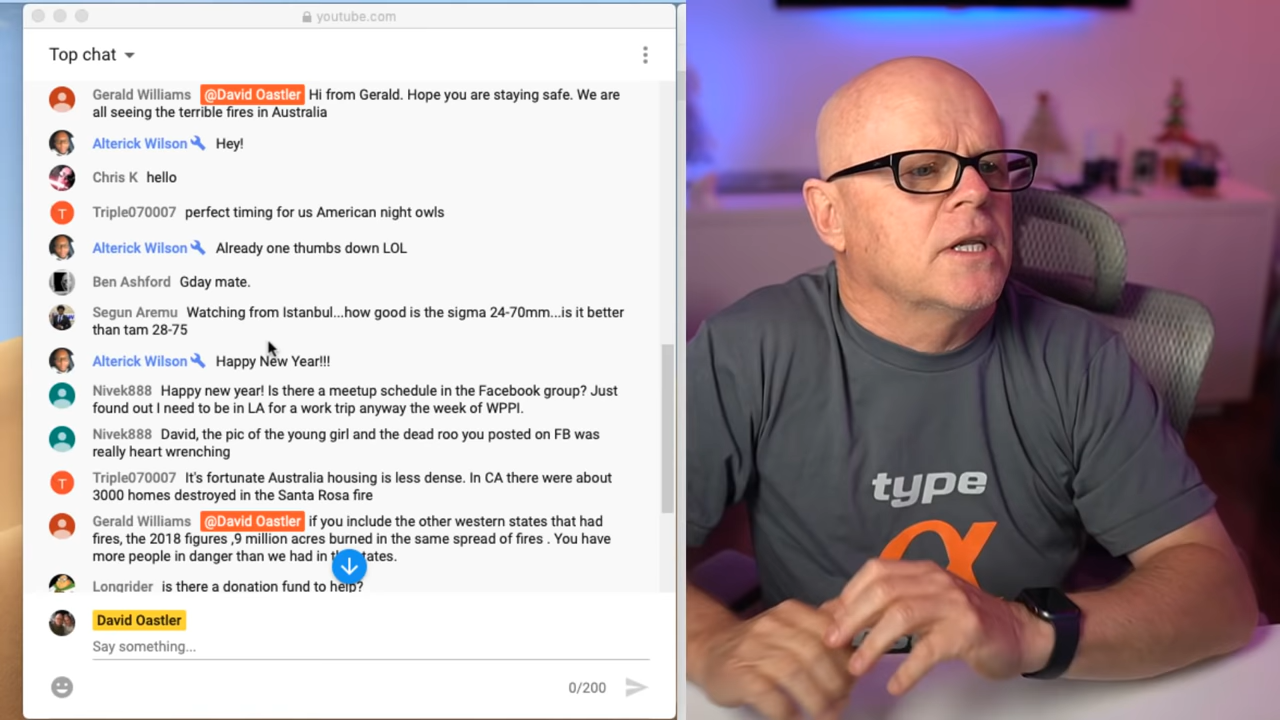 youtube.com
Top chat
Gerald Williams @David Oastler Hi from Gerald. Hope you are staying safe. We are
all seeing the terrible fires in Australia
Alterick Wilson Hey!
Chris K hello
T Triple070007 perfect timing for us American night owls
Alterick Wilson Already one thumbs down LOL
Ben Ashford Gday mate.
Segun Aremu Watching from Istanbul...how good is the sigma 24-70mm...is it better
than tam 28-75
Alterick Wilson Happy New Year!!!
Nivek888 Happy new year! Is there a meetup schedule in the Facebook group? Just
found out I need to be in LA for a work trip anyway the week of WPPI.
Nivek888 David, the pic of the young girl and the dead roo you posted on FB was
really heart wrenching
T Triple070007 It's fortunate Australia housing is less dense. In CA there were about
3000 homes destroyed in the Santa Rosa fire
Gerald Williams @David Oastler if you include the other western states that had
fires, the 2018 figures ,9 million acres burned in the same spread of fires . You have
more people in danger than we had in tates.
Longrider is there a donation fund to help?
David Oastler
Say something...
0/200
type
α